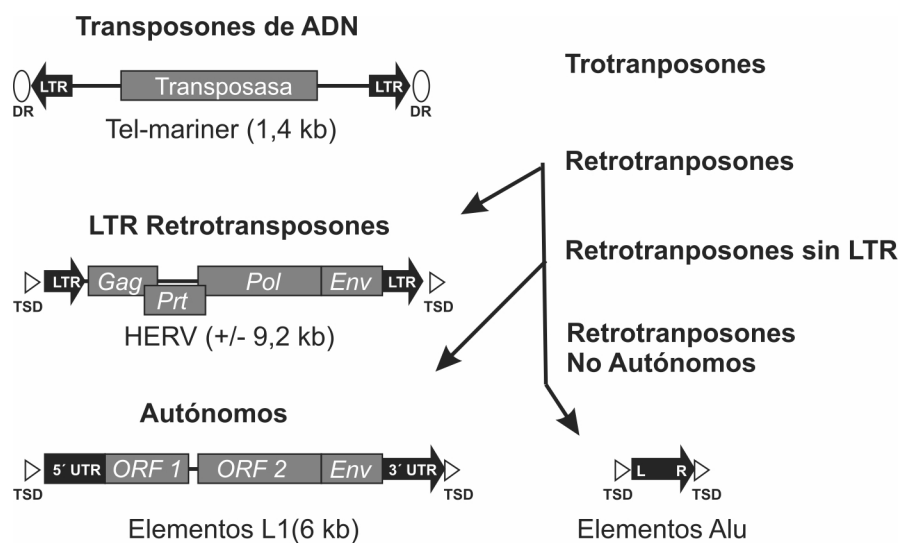 Transposones de ADN
LTR Transposasa LTR
DR DR
Tel-mariner (1,4 kb)
Trotranposones
Retrotranposones
LTR Retrotransposones
LTR Gag Pol Env LTR
Prt
TSD TSD
HERV (+/- 9,2 kb)
Retrotranposones sin LTR
Retrotranposones
No Autónomos
Autónomos
5´ UTR ORF 1 ORF 2 Env 3´ UTR
TSD TSD
Elementos L1(6 kb)
L R
TSD TSD
Elementos Alu